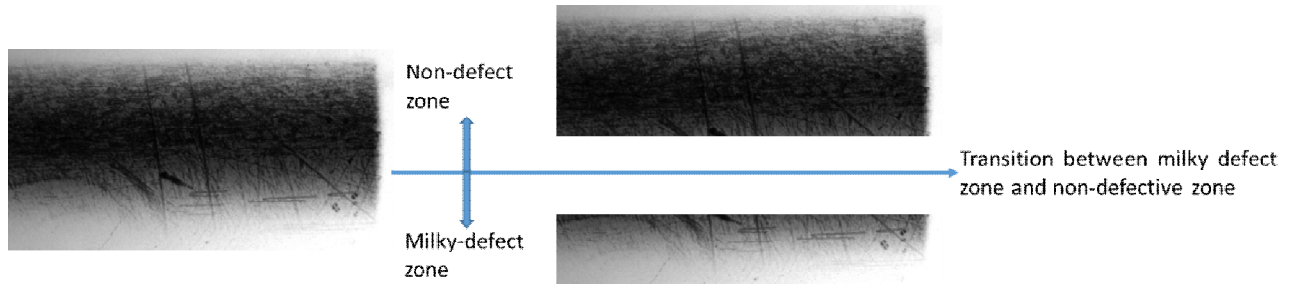 Non-defect
zone
Transition between milky defect
zone and non-defective zone
Milky-defect
zone